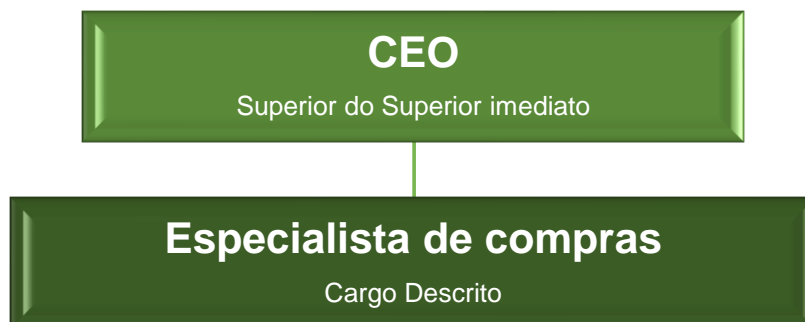 CEO
Superior do Superior imediato
Especialista de compras
Cargo Descrito